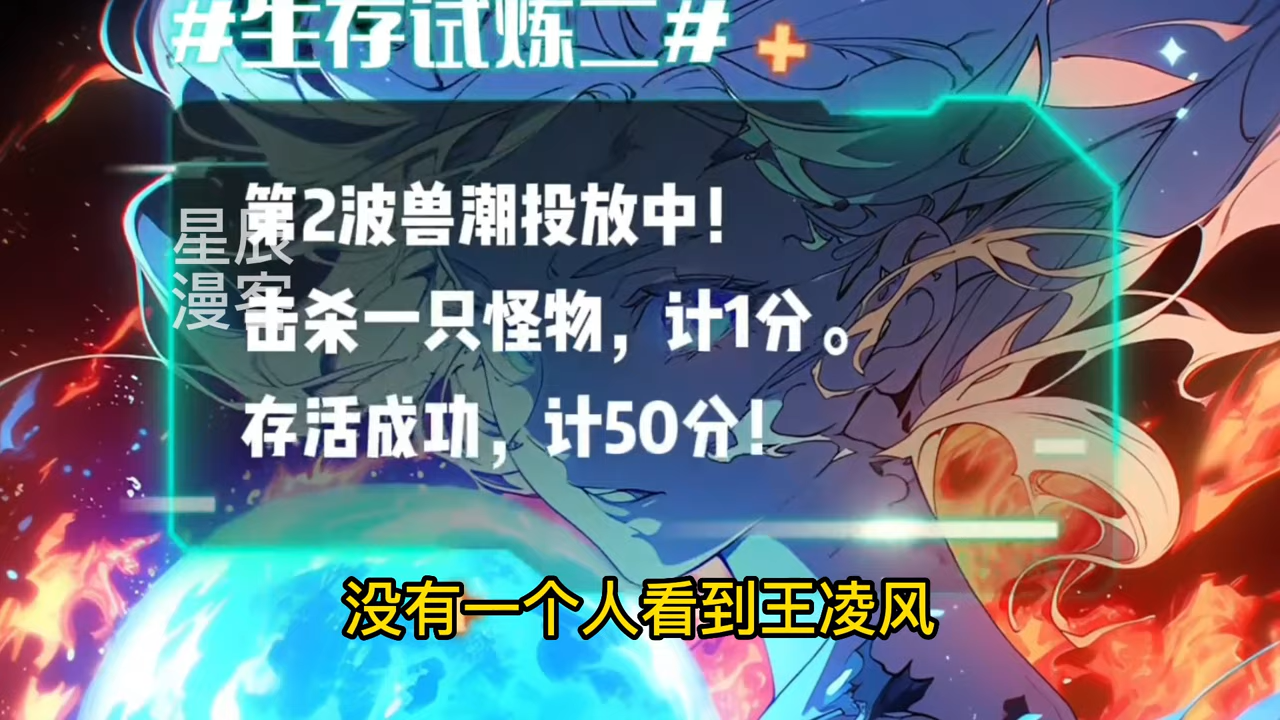 #生存试炼二#
第2波兽潮投放中！
击杀一只怪物，计1分。
存活成功，计50分！
星辰
漫客
没有一个人看到王凌风